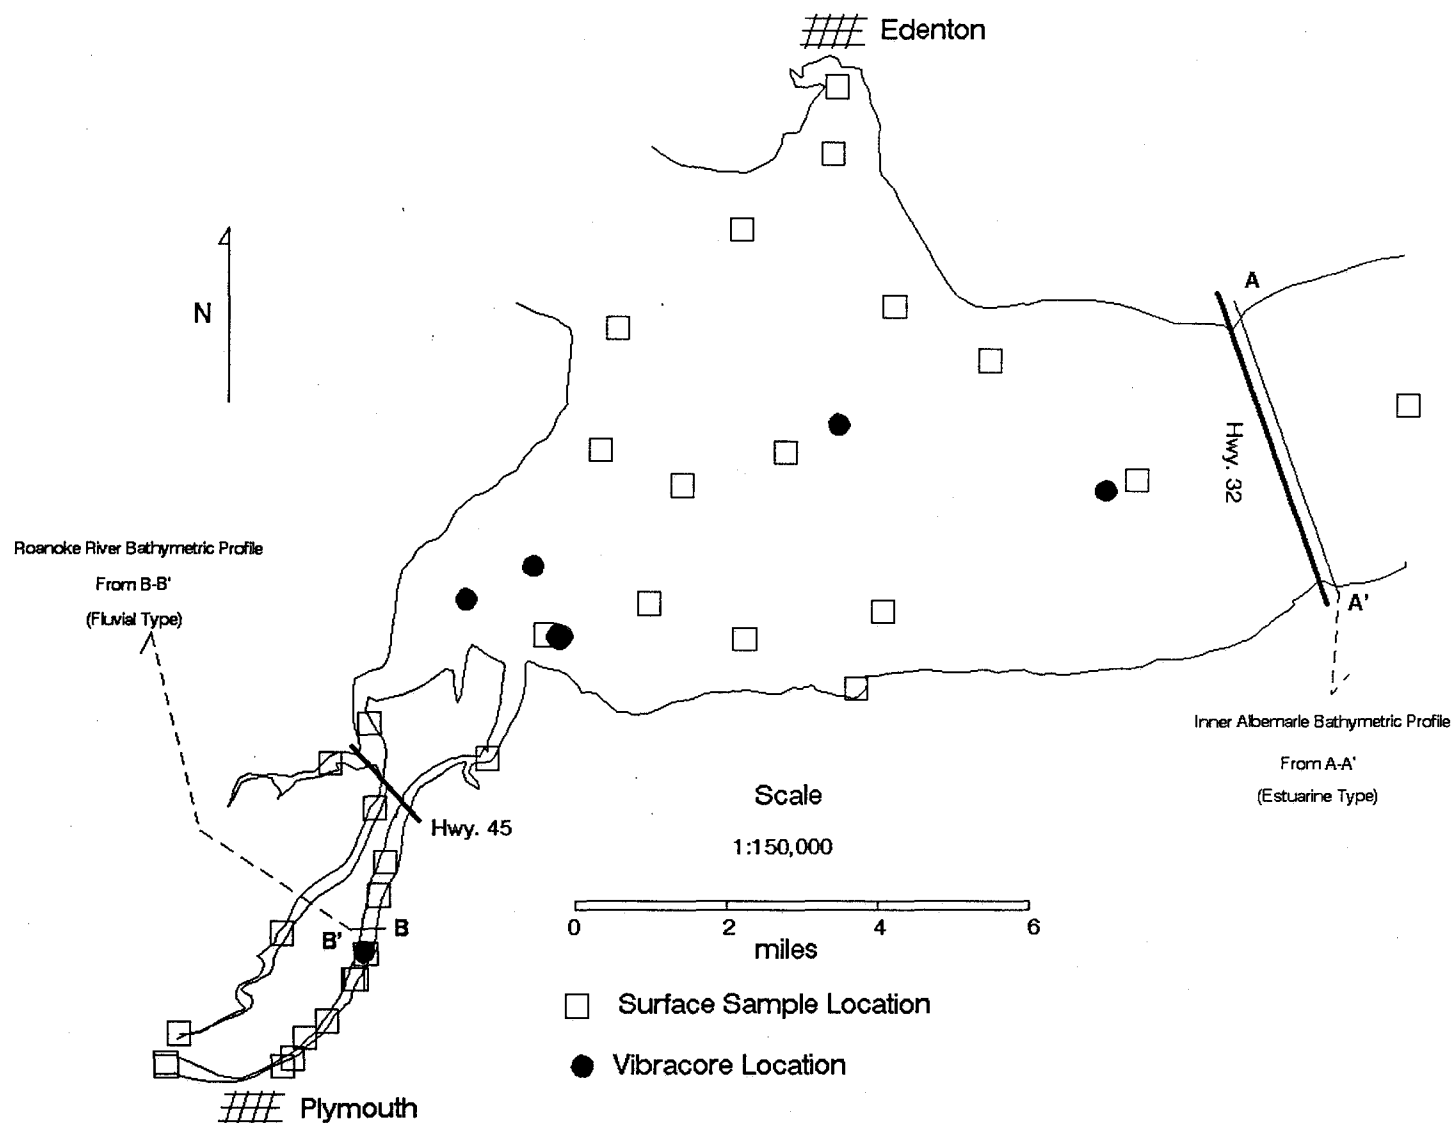 Edenton
A
N
Hwy. 32
Roanoke River Bathymetric Profile
From B-B'
(Fluvial Type)
A'
Inner Albemarle Bathymetric Profile
From A-A'
(Estuarine Type)
Hwy. 45
Scale
1:150,000
0 2 4 6
miles
B' B
Surface Sample Location
Vibracore Location
Plymouth